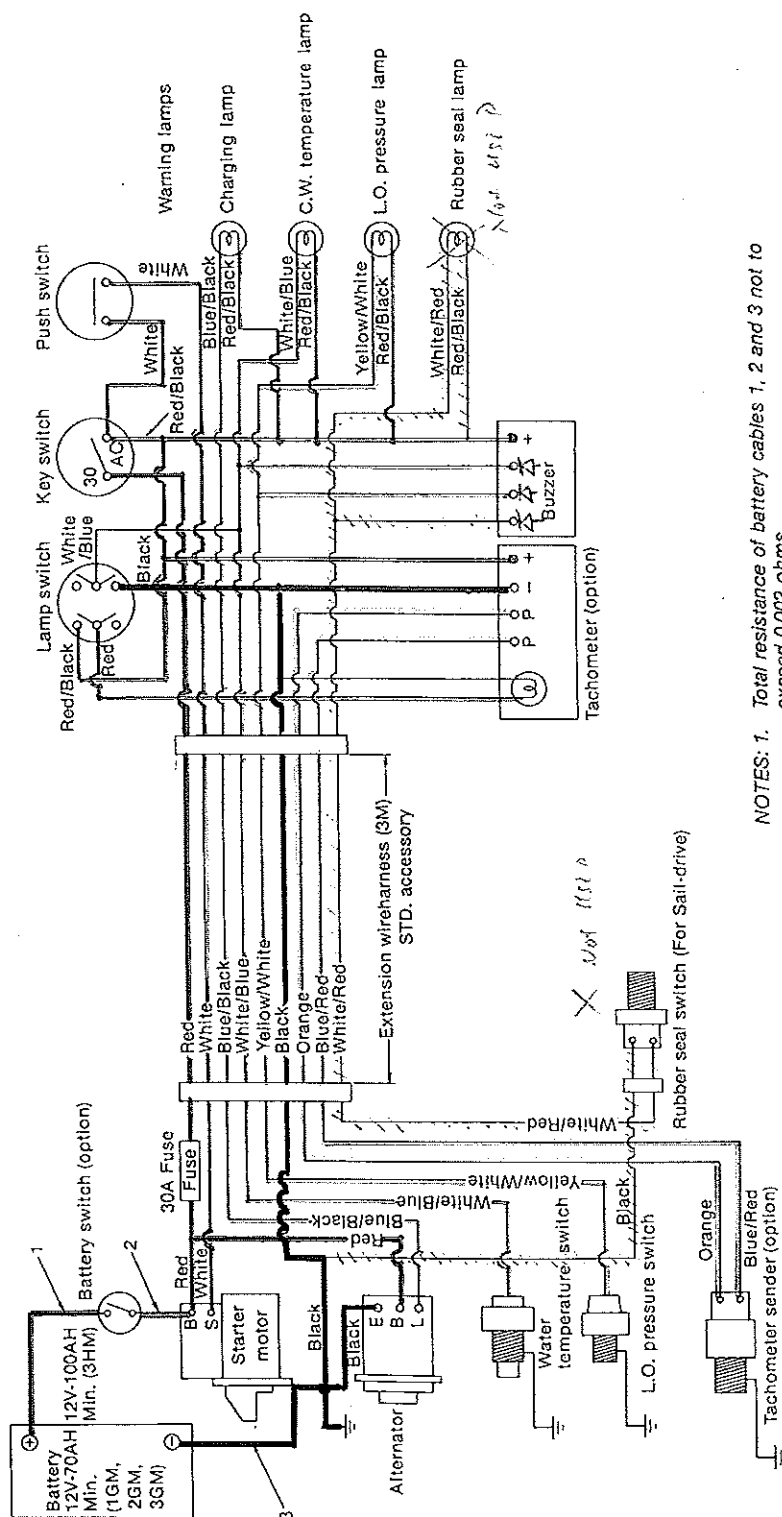 Battery
12V-70AH
Min.
(1GM,
2GM,
3GM)
12V-100AH
Min. (3HM)
1
Battery switch (option)
2
3
30A Fuse
Fuse
Red
White
B
S
Starter
motor
Black
Black
E
B
L
Alternator
Red
Blue/Black
White/Blue
Yellow/White
White/Red
Black
Water
temperature switch
L.O. pressure switch
Orange
Blue/Red
Tachometer sender (option)
Rubber seal switch (For Sail-drive)
X NOT USED
Red
White
Blue/Black
White/Blue
Yellow/White
Black
Orange
Blue/Red
White/Red
Extension wireharness (3M)
STD. accessory
Lamp switch
Red/Black
Red
White
/Blue
Black
Key switch
30
AC
Red/Black
Push switch
White
White
Warning lamps
Blue/Black
Red/Black
Charging lamp
White/Blue
Red/Black
C.W. temperature lamp
Yellow/White
Red/Black
L.O. pressure lamp
White/Red
Red/Black
Rubber seal lamp
X Not USED
P
P
−
+
Tachometer (option)
+
Buzzer
NOTES: 1. Total resistance of battery cables 1, 2 and 3 not to
exceed 0.002 ohms